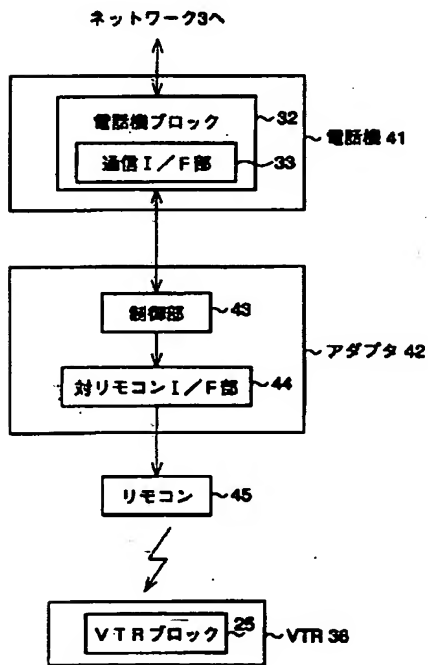 ネットワーク3へ
電話機ブロック
32
通信I／F部
33
電話機 41
制御部
43
対リモコンI／F部
44
アダプタ 42
リモコン
45
VTRブロック
25
VTR 36